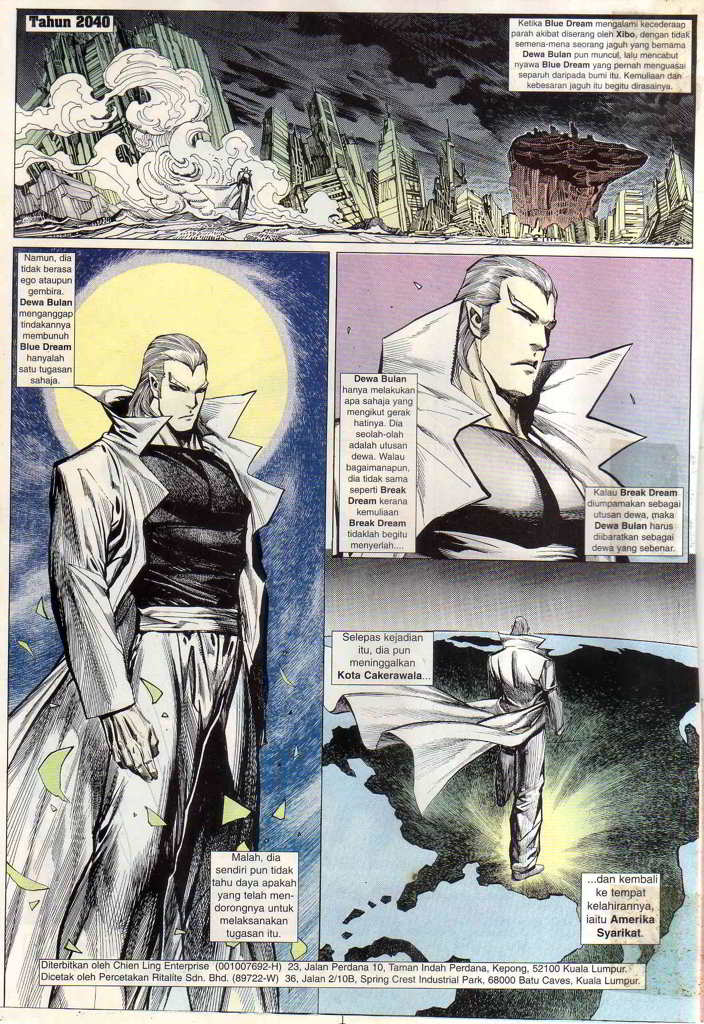 Tahun 2040
Ketika Blue Dream mengalami kecederaan
parah akibat diserang oleh Xibo, dengan tidak
semena-mena seorang jaguh yang bernama
Dewa Bulan pun muncul, lalu mencabut
nyawa Blue Dream yang pernah menguasai
separuh daripada bumi itu. Kemuliaan dan
kebesaran jaguh itu begitu dirasainya.
Namun, dia
tidak berasa
ego ataupun
gembira.
Dewa Bulan
menganggap
tindakannya
membunuh
Blue Dream
hanyalah
satu tugasan
sahaja.
Dewa Bulan
hanya melakukan
apa sahaja yang
mengikut gerak
hatinya. Dia
seolah-olah
adalah utusan
dewa. Walau
bagaimanapun,
dia tidak sama
seperti Break
Dream kerana
kemuliaan
Break Dream
tidaklah begitu
menyerlah....
Kalau Break Dream
diumpamakan sebagai
utusan dewa, maka
Dewa Bulan harus
diibaratkan sebagai
dewa yang sebenar.
Malah, dia
sendiri pun tidak
tahu daya apakah
yang telah men-
dorongnya untuk
melaksanakan
tugasan itu.
Selepas kejadian
itu, dia pun
meninggalkan
Kota Cakerawala...
...dan kembali
ke tempat
kelahirannya,
iaitu Amerika
Syarikat.
Diterbitkan oleh Chien Ling Enterprise (001007692-H) 23, Jalan Perdana 10, Taman Indah Perdana, Kepong, 52100 Kuala Lumpur.
Dicetak oleh Percetakan Ritalite Sdn. Bhd. (89722-W) 36, Jalan 2/10B, Spring Crest Industrial Park, 68000 Batu Caves, Kuala Lumpur.